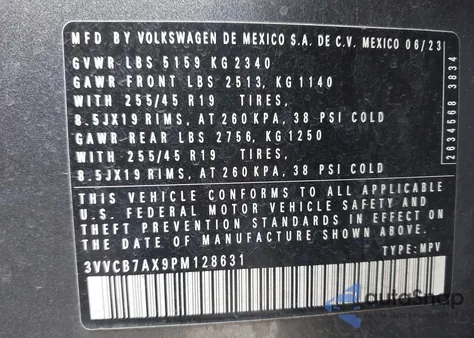 MFD BY VOLKSWAGEN DE MEXICO S.A. DE C.V. MEXICO 06/23
GVWR LBS 5159 KG 2340
GAWR FRONT LBS 2513, KG 1140
WITH 255/45 R19 TIRES,
8.5JX19 RIMS, AT 260 KPA, 38 PSI COLD
GAWR REAR LBS 2756, KG 1250
WITH 255/45 R19 TIRES,
8.5JX19 RIMS, AT 260 KPA, 38 PSI COLD
THIS VEHICLE CONFORMS TO ALL APPLICABLE
U.S. FEDERAL MOTOR VEHICLE SAFETY AND
THEFT PREVENTION STANDARDS IN EFFECT ON
THE DATE OF MANUFACTURE SHOWN ABOVE.
3VVCB7AX9PM128631 TYPE: MPV
2634568 3834
autoSnap